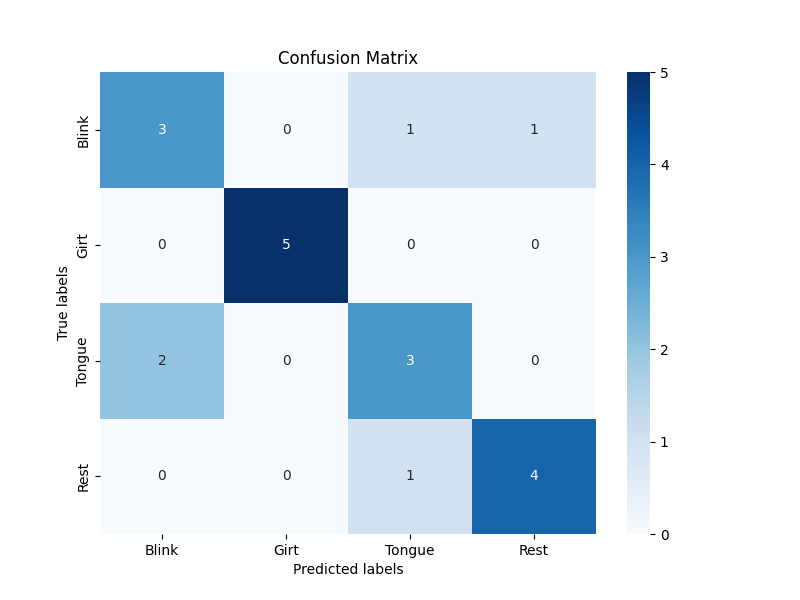 Confusion Matrix
True labels
Blink
3 0 1 1
Girt
0 5 0 0
Tongue
2 0 3 0
Rest
0 0 1 4
Blink Girt Tongue Rest
Predicted labels
5
4
3
2
1
0